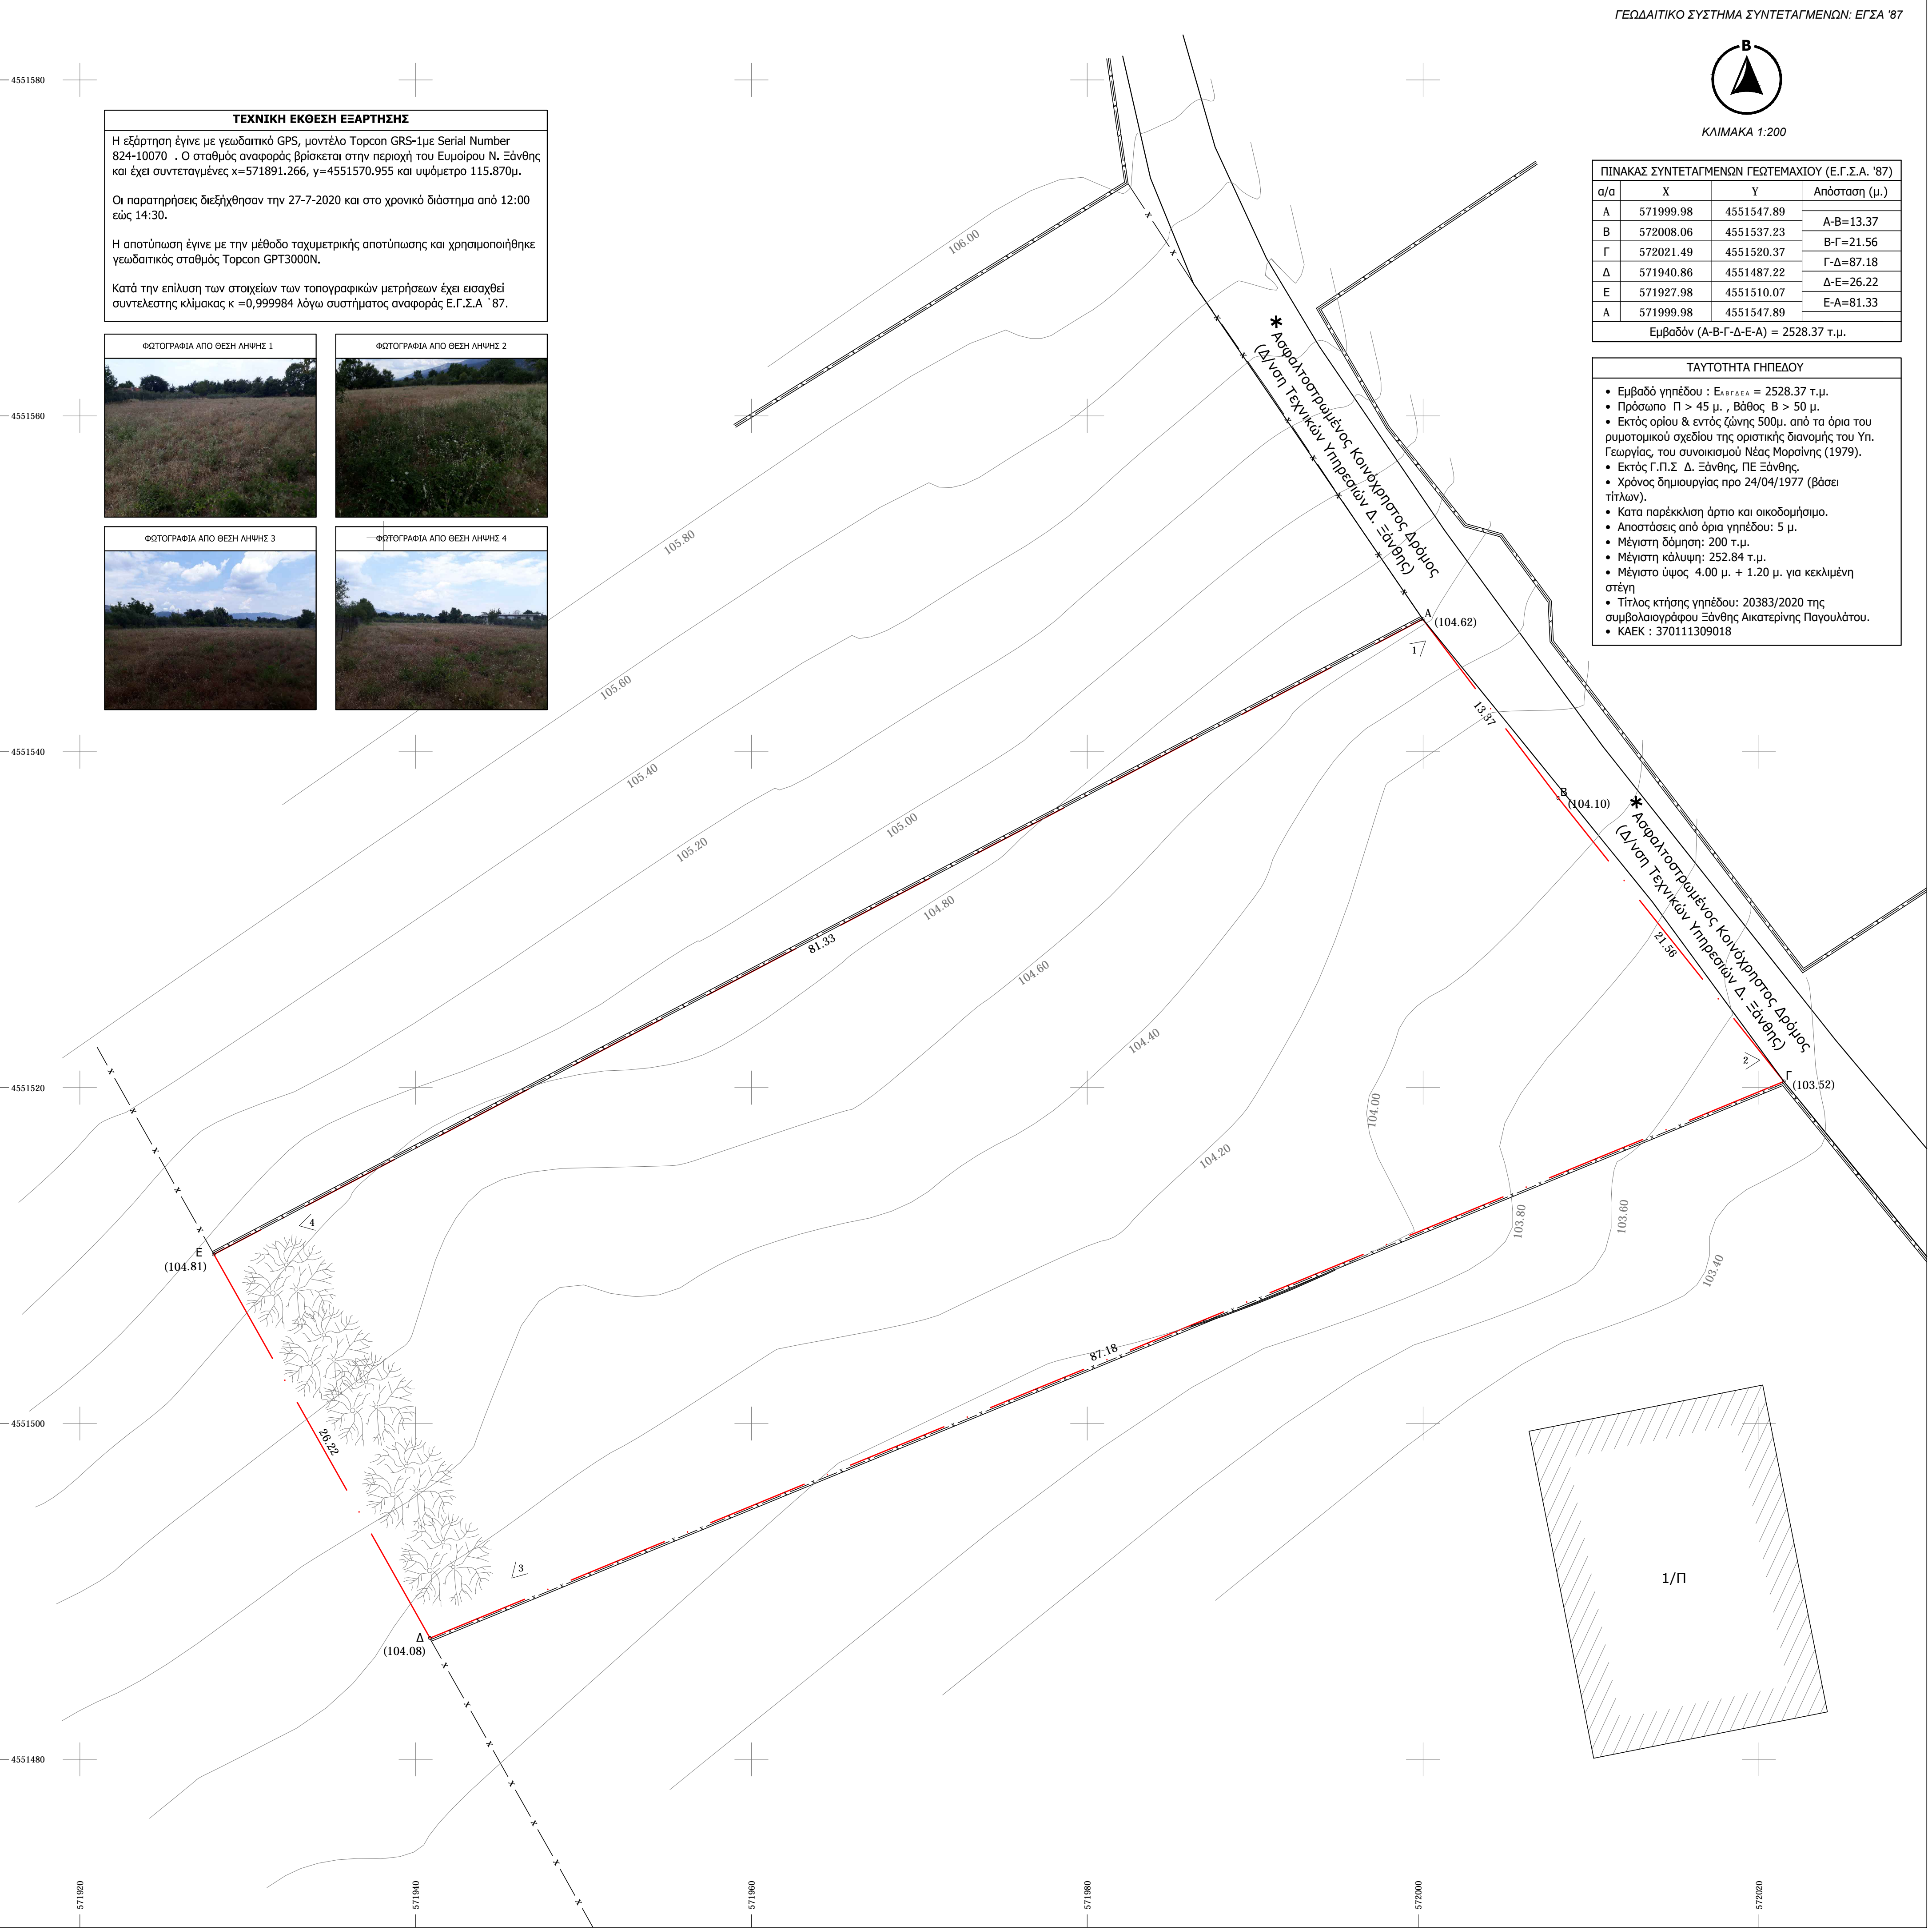 ΓΕΩΔΑΙΤΙΚΟ ΣΥΣΤΗΜΑ ΣΥΝΤΕΤΑΓΜΕΝΩΝ: ΕΓΣΑ '87
Β
ΚΛΙΜΑΚΑ 1:200
4551580
4551560
4551540
4551520
4551500
4551480
571920
571940
571960
571980
572000
572020
ΤΕΧΝΙΚΗ ΕΚΘΕΣΗ ΕΞΑΡΤΗΣΗΣ
Η εξάρτηση έγινε με γεωδαιτικό GPS, μοντέλο Topcon GRS-1με Serial Number
824-10070 . Ο σταθμός αναφοράς βρίσκεται στην περιοχή του Ευμοίρου Ν. Ξάνθης
και έχει συντεταγμένες x=571891.266, y=4551570.955 και υψόμετρο 115.870μ.
Οι παρατηρήσεις διεξήχθησαν την 27-7-2020 και στο χρονικό διάστημα από 12:00
εώς 14:30.
Η αποτύπωση έγινε με την μέθοδο ταχυμετρικής αποτύπωσης και χρησιμοποιήθηκε
γεωδαιτικός σταθμός Topcon GPT3000N.
Κατά την επίλυση των στοιχείων των τοπογραφικών μετρήσεων έχει εισαχθεί
συντελεστης κλίμακας κ =0,999984 λόγω συστήματος αναφοράς Ε.Γ.Σ.Α ΄87.
ΦΩΤΟΓΡΑΦΙΑ ΑΠΟ ΘΕΣΗ ΛΗΨΗΣ 1
ΦΩΤΟΓΡΑΦΙΑ ΑΠΟ ΘΕΣΗ ΛΗΨΗΣ 2
ΦΩΤΟΓΡΑΦΙΑ ΑΠΟ ΘΕΣΗ ΛΗΨΗΣ 3
ΦΩΤΟΓΡΑΦΙΑ ΑΠΟ ΘΕΣΗ ΛΗΨΗΣ 4
ΠΙΝΑΚΑΣ ΣΥΝΤΕΤΑΓΜΕΝΩΝ ΓΕΩΤΕΜΑΧΙΟΥ (Ε.Γ.Σ.Α. '87)
α/α X Y Απόσταση (μ.)
Α 571999.98 4551547.89
Α-Β=13.37
Β 572008.06 4551537.23
Β-Γ=21.56
Γ 572021.49 4551520.37
Γ-Δ=87.18
Δ 571940.86 4551487.22
Δ-Ε=26.22
Ε 571927.98 4551510.07
Ε-Α=81.33
Α 571999.98 4551547.89
Εμβαδόν (Α-Β-Γ-Δ-Ε-Α) = 2528.37 τ.μ.
ΤΑΥΤΟΤΗΤΑ ΓΗΠΕΔΟΥ
• Εμβαδό γηπέδου : ΕΑΒΓΔΕΑ = 2528.37 τ.μ.
• Πρόσωπο Π > 45 μ. , Βάθος Β > 50 μ.
• Εκτός ορίου & εντός ζώνης 500μ. από τα όρια του
ρυμοτομικού σχεδίου της οριστικής διανομής του Υπ.
Γεωργίας, του συνοικισμού Νέας Μορσίνης (1979).
• Εκτός Γ.Π.Σ Δ. Ξάνθης, ΠΕ Ξάνθης.
• Χρόνος δημιουργίας προ 24/04/1977 (βάσει
τίτλων).
• Κατα παρέκκλιση άρτιο και οικοδομήσιμο.
• Αποστάσεις από όρια γηπέδου: 5 μ.
• Μέγιστη δόμηση: 200 τ.μ.
• Μέγιστη κάλυψη: 252.84 τ.μ.
• Μέγιστο ύψος 4.00 μ. + 1.20 μ. για κεκλιμένη
στέγη
• Τίτλος κτήσης γηπέδου: 20383/2020 της
συμβολαιογράφου Ξάνθης Αικατερίνης Παγουλάτου.
• ΚΑΕΚ : 370111309018
* Ασφαλτοστρωμένος Κοινόχρηστος Δρόμος
(Δ/νση Τεχνικών Υπηρεσιών Δ. Ξάνθης)
* Ασφαλτοστρωμένος Κοινόχρηστος Δρόμος
(Δ/νση Τεχνικών Υπηρεσιών Δ. Ξάνθης)
106.00
105.80
105.60
105.40
105.20
105.00
104.80
104.60
104.40
104.20
104.00
103.80
103.60
103.40
Α
(104.62)
1
13.37
Β
(104.10)
21.56
2
Γ
(103.52)
81.33
4
Ε
(104.81)
26.22
87.18
3
Δ
(104.08)
1/Π